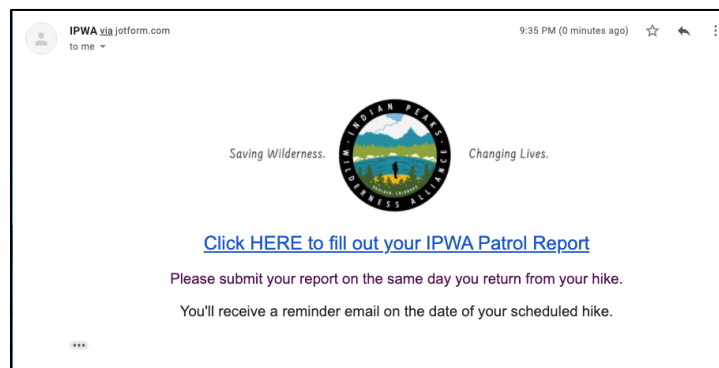 IPWA via jotform.com
9:35 PM (0 minutes ago)
to me
Saving Wilderness.
INDIAN PEAKS
WILDERNESS ALLIANCE
BOULDER, COLORADO
Changing Lives.
Click HERE to fill out your IPWA Patrol Report
Please submit your report on the same day you return from your hike.
You'll receive a reminder email on the date of your scheduled hike.